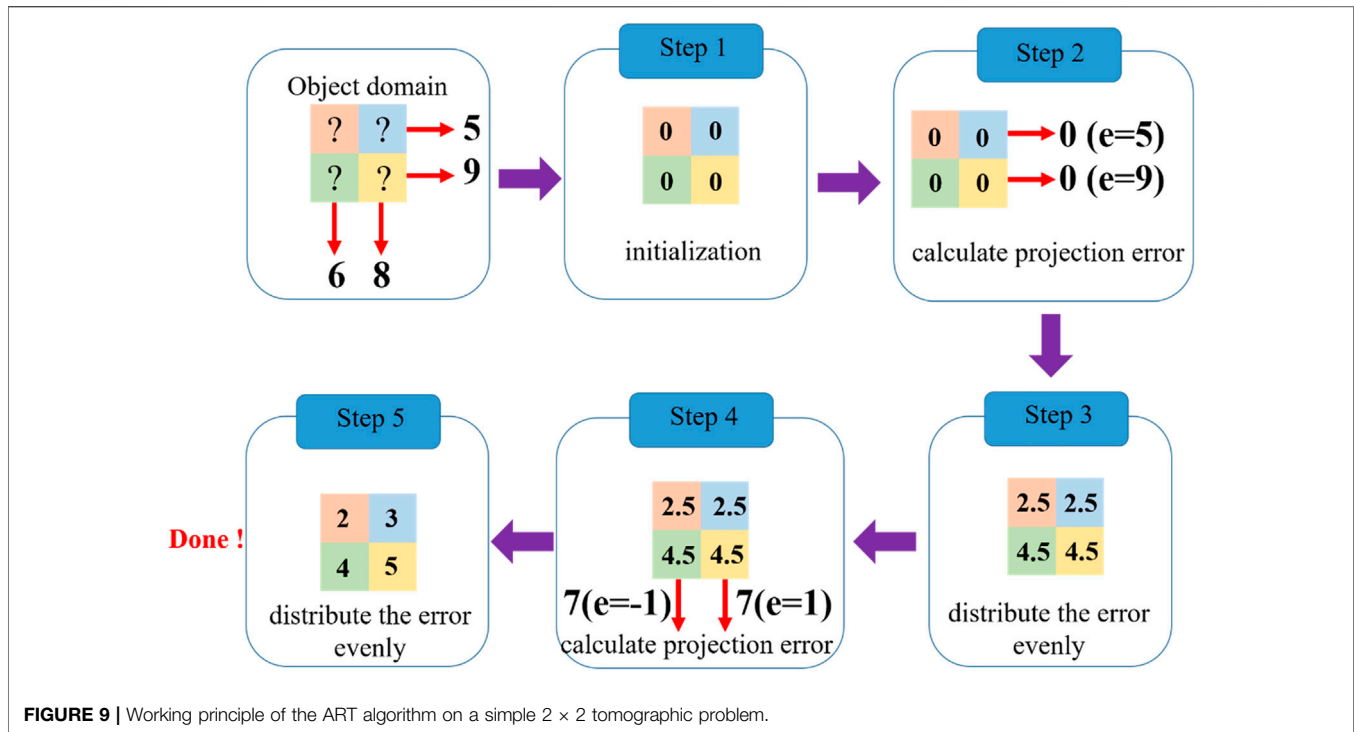 Object domain
? ? 5
? ? 9
6 8
Step 1
0 0
0 0
initialization
Step 2
0 0 0 (e=5)
0 0 0 (e=9)
calculate projection error
Step 3
2.5 2.5
4.5 4.5
distribute the error
evenly
Step 4
2.5 2.5
4.5 4.5
7(e=-1) 7(e=1)
calculate projection error
Step 5
2 3
4 5
distribute the error
evenly
Done !
FIGURE 9 | Working principle of the ART algorithm on a simple 2 × 2 tomographic problem.